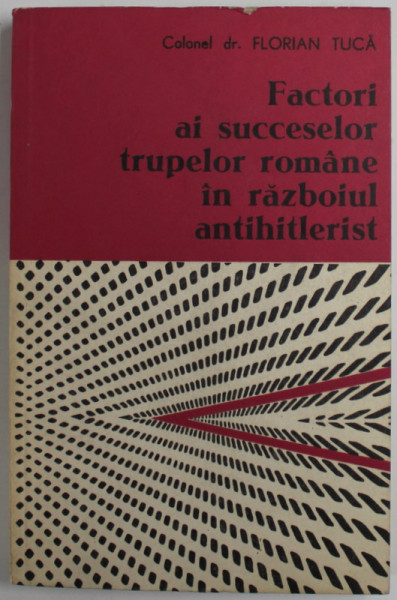 Colonel dr. FLORIAN TUCĂ
Factori
ai succeselor
trupelor române
în războiul
antihitlerist